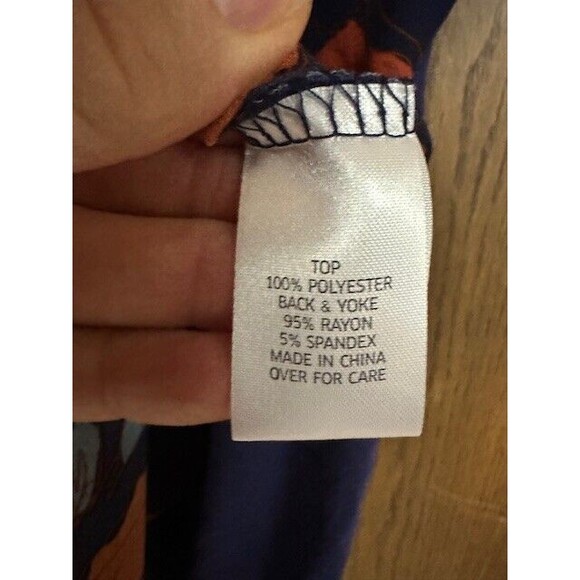 TOP
100% POLYESTER
BACK & YOKE
95% RAYON
5% SPANDEX
MADE IN CHINA
OVER FOR CARE